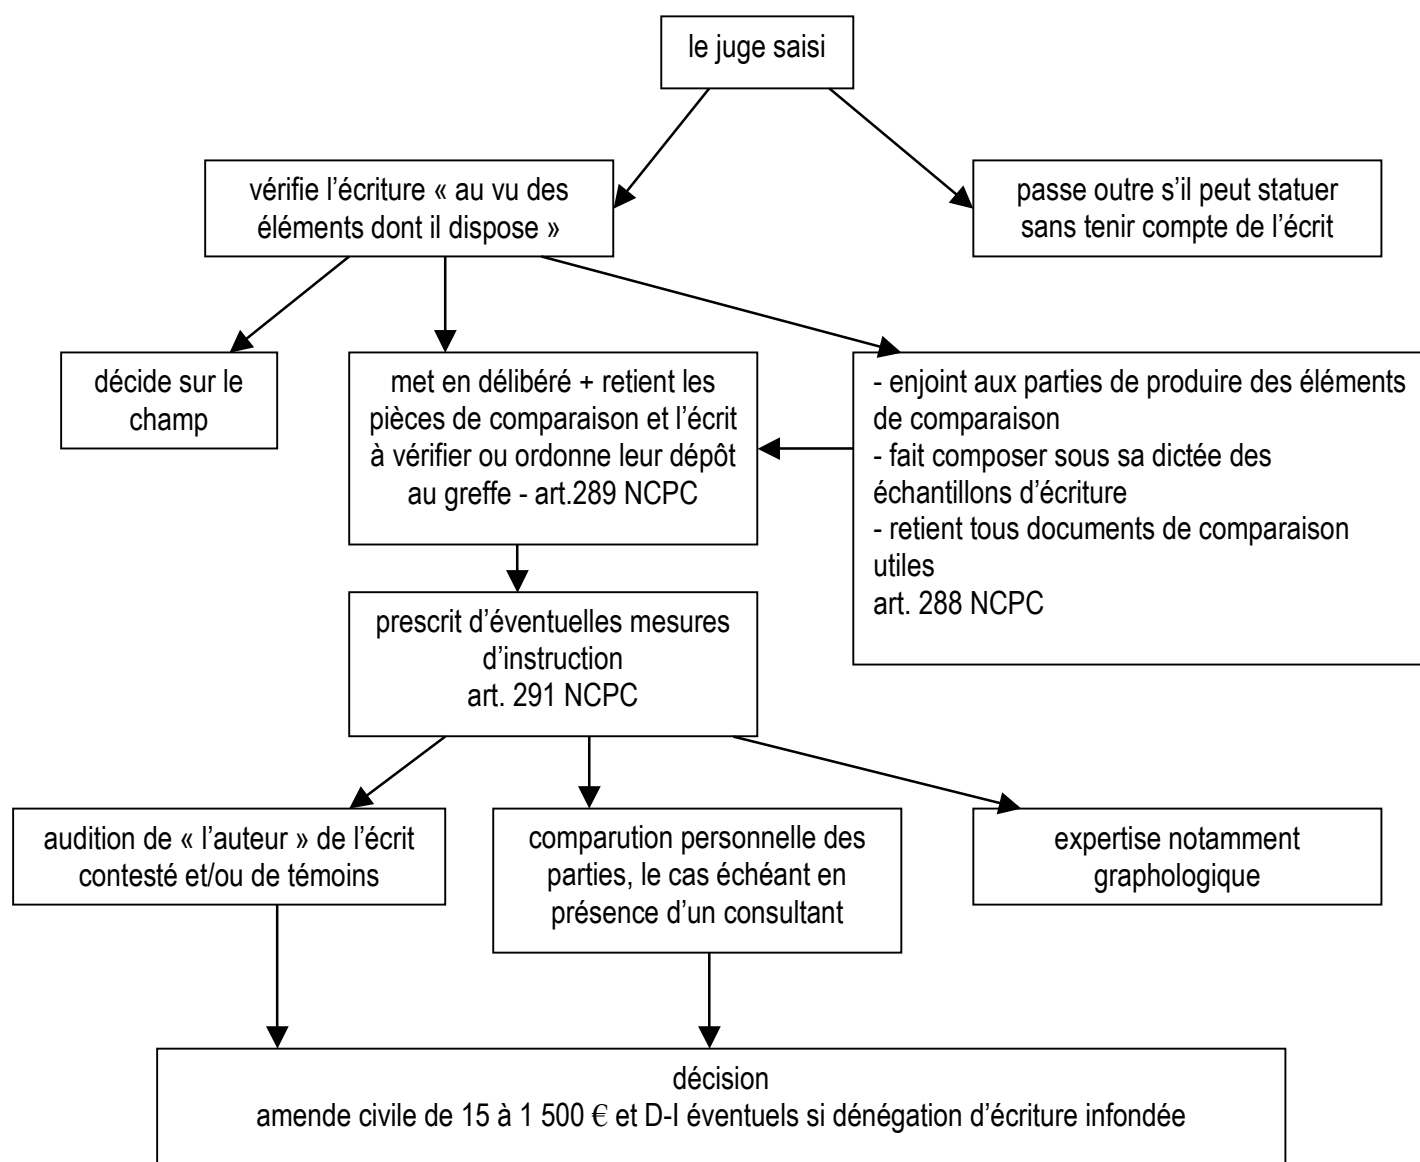 le juge saisi
vérifie l’écriture « au vu des
éléments dont il dispose »
passe outre s’il peut statuer
sans tenir compte de l’écrit
décide sur le
champ
met en délibéré + retient les
pièces de comparaison et l’écrit
à vérifier ou ordonne leur dépôt
au greffe - art.289 NCPC
- enjoint aux parties de produire des éléments
de comparaison
- fait composer sous sa dictée des
échantillons d’écriture
- retient tous documents de comparaison
utiles
art. 288 NCPC
prescrit d’éventuelles mesures
d’instruction
art. 291 NCPC
audition de « l’auteur » de l’écrit
contesté et/ou de témoins
comparution personnelle des
parties, le cas échéant en
présence d’un consultant
expertise notamment
graphologique
décision
amende civile de 15 à 1 500 € et D-I éventuels si dénégation d’écriture infondée